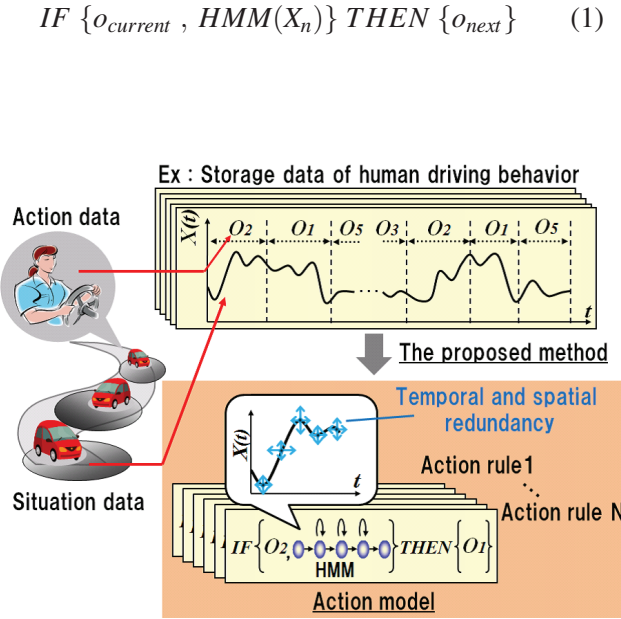 IF {o_current , HMM(X_n)} THEN {o_next} (1)
Ex : Storage data of human driving behavior
Action data
X(t)
O2 O1 O5 O3 O2 O1 O5
...
t
The proposed method
Temporal and spatial
redundancy
X(t)
t
Situation data
Action rule1
Action rule N
IF{O2, HMM}THEN{O1}
Action model